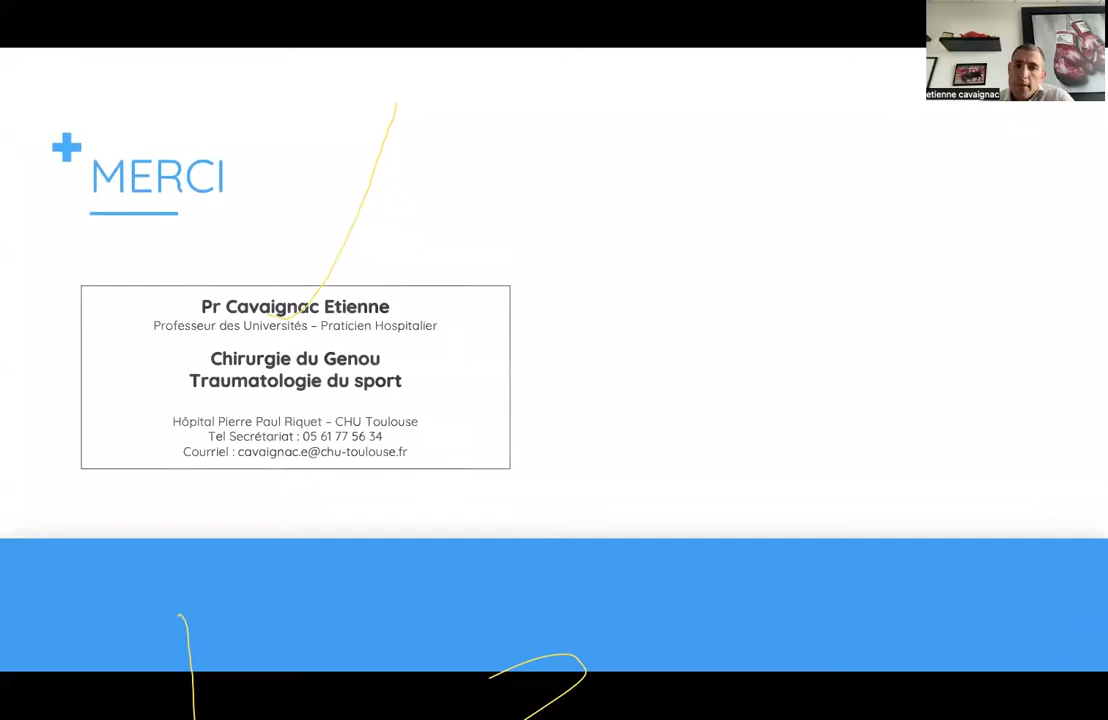 etienne cavaignac
MERCI
Pr Cavaignac Etienne
Professeur des Universités – Praticien Hospitalier
Chirurgie du Genou
Traumatologie du sport
Hôpital Pierre Paul Riquet – CHU Toulouse
Tel Secrétariat : 05 61 77 56 34
Courriel : cavaignac.e@chu-toulouse.fr